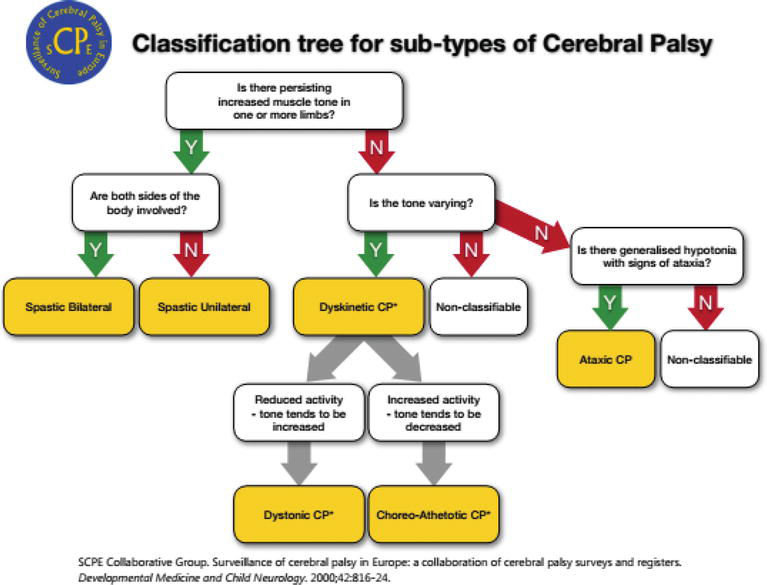 Surveillance of Cerebral Palsy in Europe
SCPE
Classification tree for sub-types of Cerebral Palsy
Is there persisting
increased muscle tone in
one or more limbs?
Y
N
Are both sides of the
body involved?
Is the tone varying?
N
Is there generalised hypotonia
with signs of ataxia?
Y
N
Y
N
Y
N
Spastic Bilateral
Spastic Unilateral
Dyskinetic CP*
Non-classifiable
Ataxic CP
Non-classifiable
Reduced activity
- tone tends to be
increased
Increased activity
- tone tends to be
decreased
Dystonic CP*
Choreo-Athetotic CP*
SCPE Collaborative Group. Surveillance of cerebral palsy in Europe: a collaboration of cerebral palsy surveys and registers.
Developmental Medicine and Child Neurology. 2000;42:816-24.